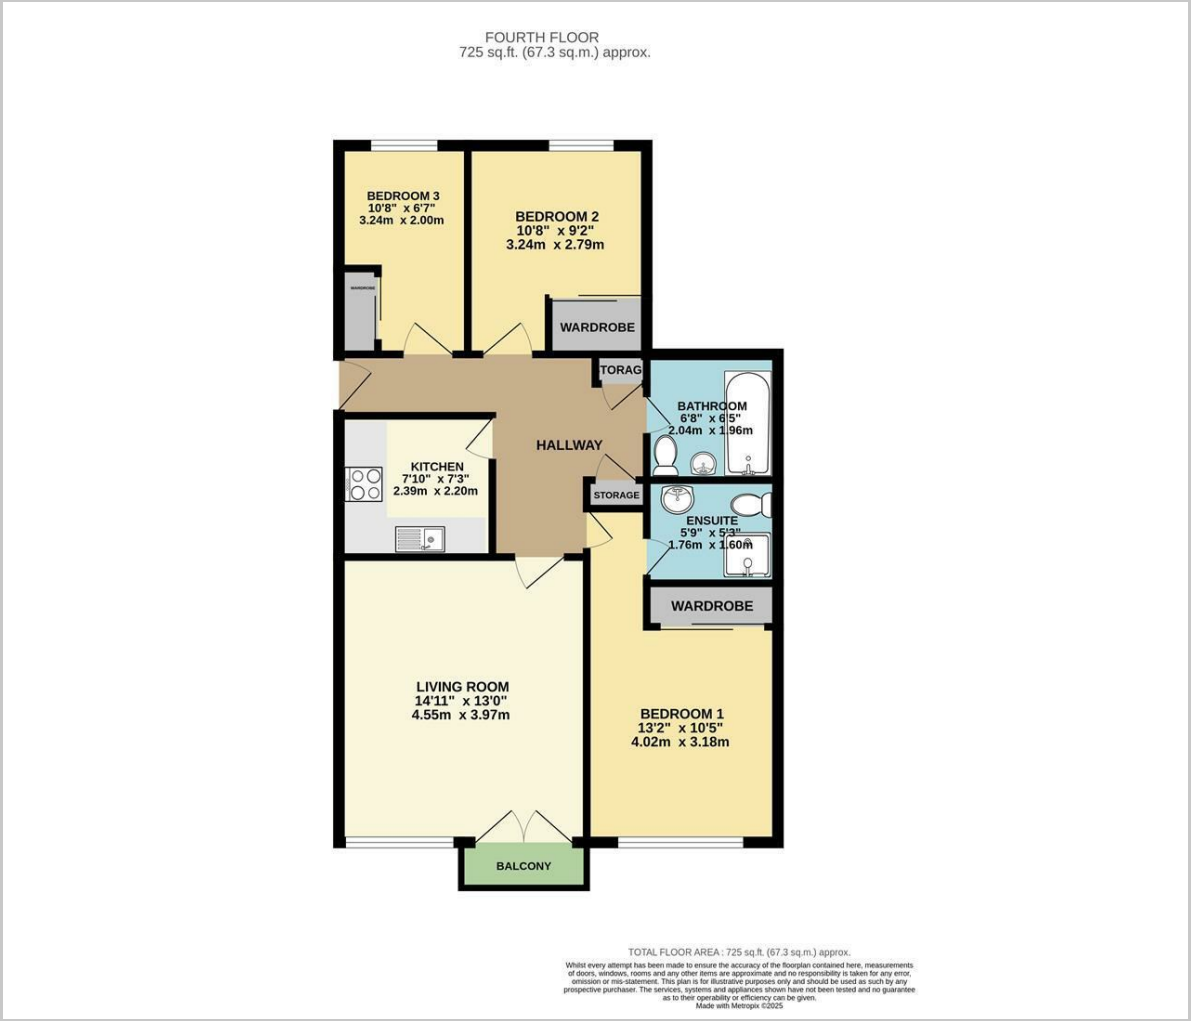 FOURTH FLOOR
725 sq.ft. (67.3 sq.m.) approx.
BEDROOM 3
10'8" x 6'7"
3.24m x 2.00m
BEDROOM 2
10'8" x 9'2"
3.24m x 2.79m
WARDROBE
WARDROBE
TORAG
BATHROOM
6'8" x 6'5"
2.04m x 1.96m
HALLWAY
KITCHEN
7'10" x 7'3"
2.39m x 2.20m
STORAGE
ENSUITE
5'9" x 5'3"
1.76m x 1.60m
WARDROBE
LIVING ROOM
14'11" x 13'0"
4.55m x 3.97m
BEDROOM 1
13'2" x 10'5"
4.02m x 3.18m
BALCONY
TOTAL FLOOR AREA : 725 sq.ft. (67.3 sq.m.) approx.
Whilst every attempt has been made to ensure the accuracy of the floorplan contained here, measurements
of doors, windows, rooms and any other items are approximate and no responsibility is taken for any error,
omission or mis-statement. This plan is for illustrative purposes only and should be used as such by any
prospective purchaser. The services, systems and appliances shown have not been tested and no guarantee
as to their operability or efficiency can be given.
Made with Metropix ©2025